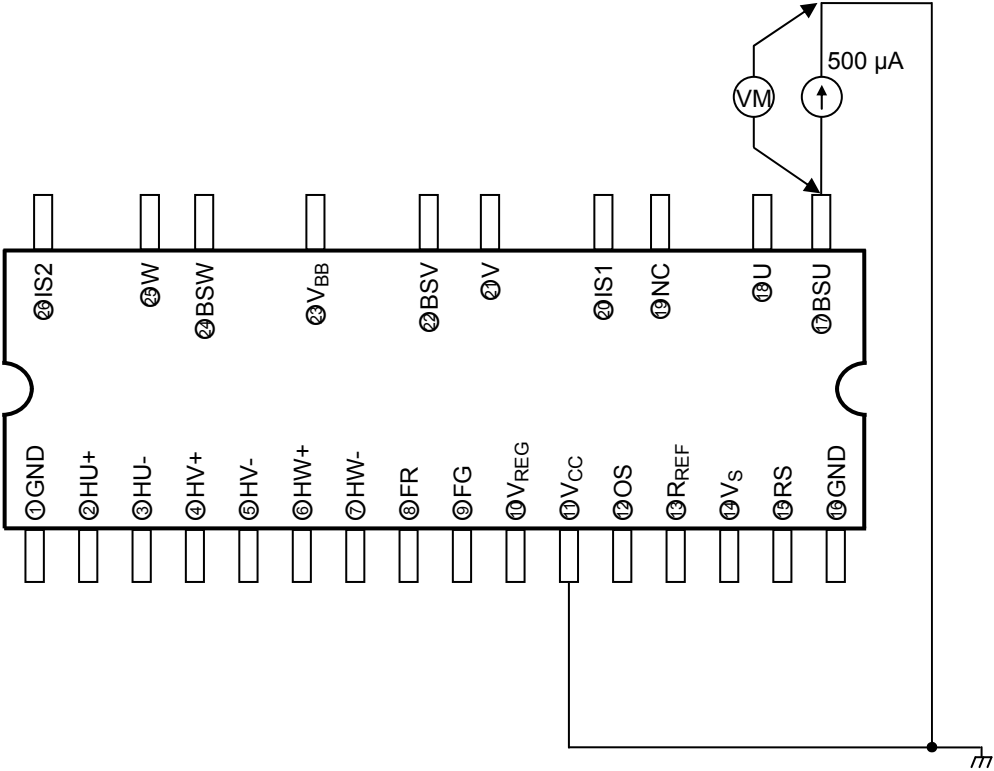 500 µA
VM
㉖IS2
㉕W
㉔BSW
㉓VBB
㉒BSV
㉑V
⑳IS1
⑲NC
⑱U
⑰BSU
①GND
②HU+
③HU-
④HV+
⑤HV-
⑥HW+
⑦HW-
⑧FR
⑨FG
⑩VREG
⑪VCC
⑫OS
⑬RREF
⑭VS
⑮RS
⑯GND